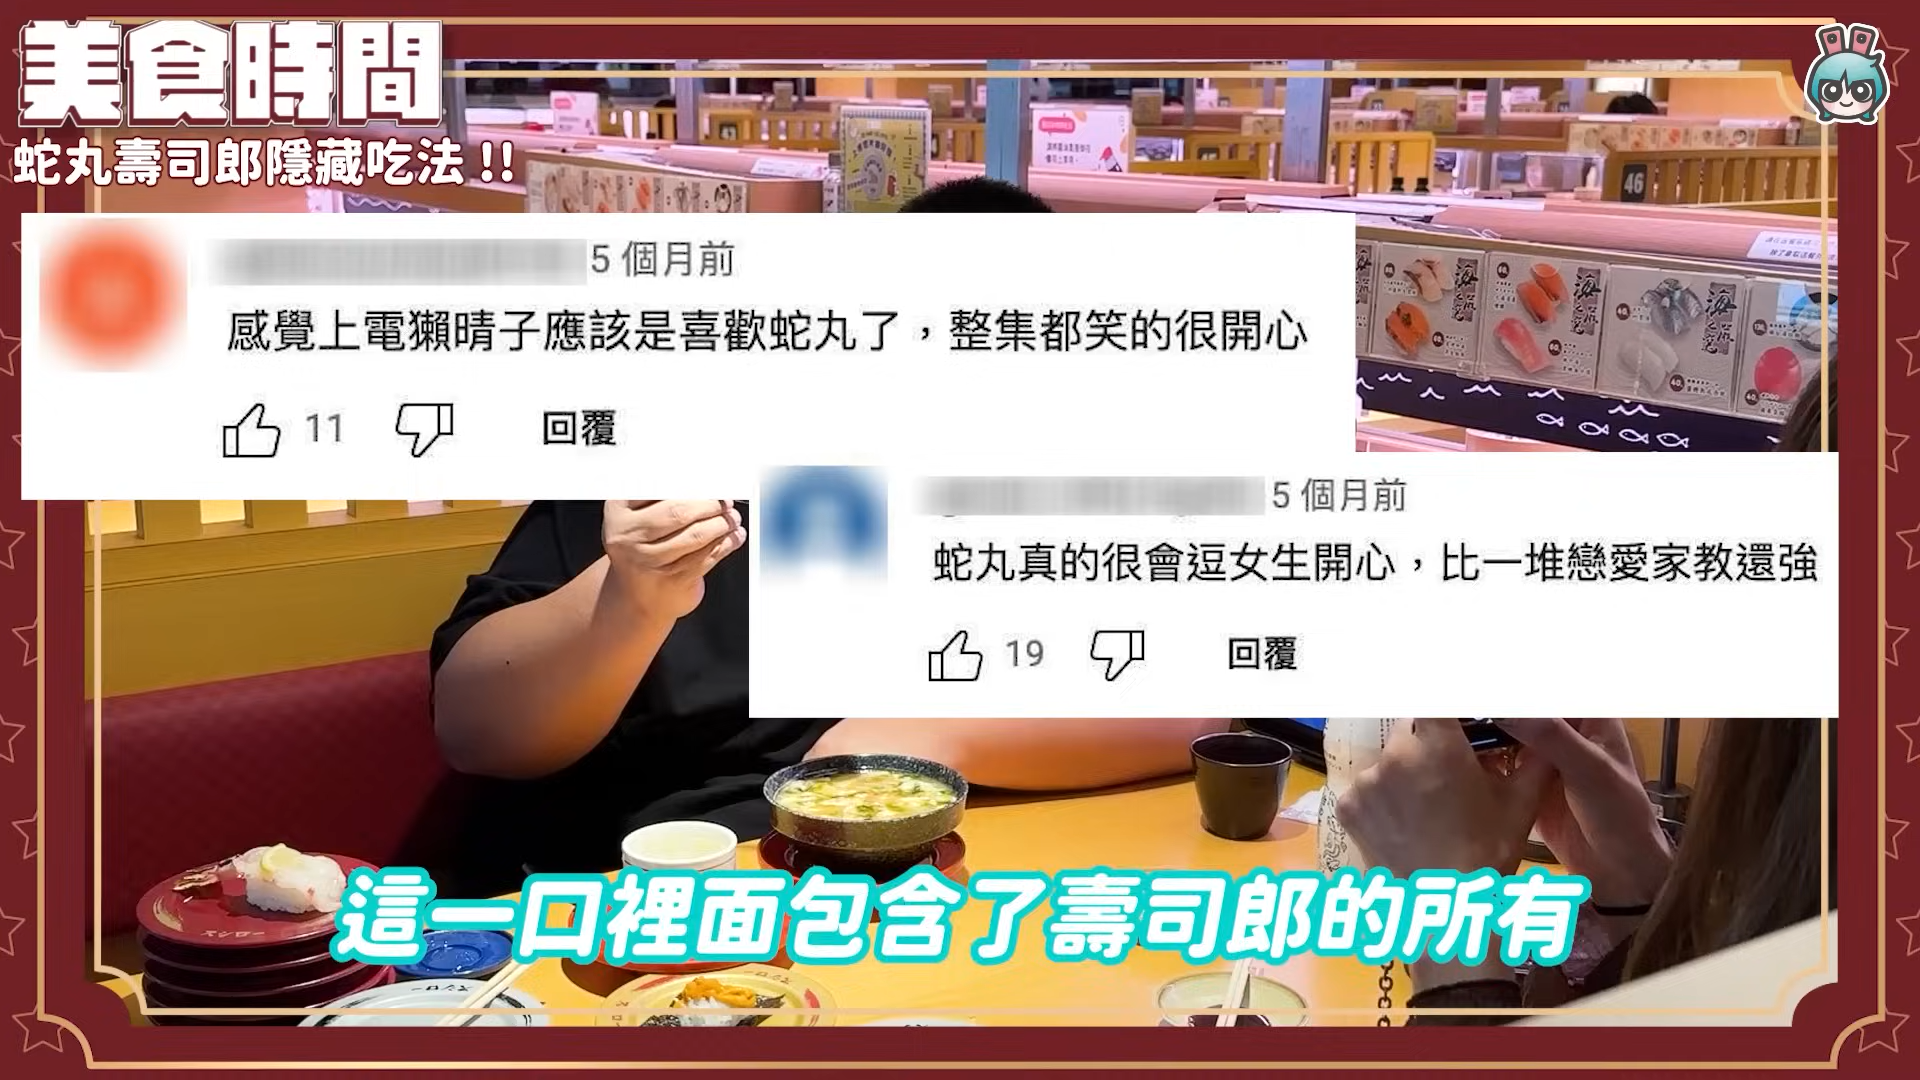 美食時間
蛇丸壽司郎隱藏吃法!!
5 個月前
感覺上電獺晴子應該是喜歡蛇丸了，整集都笑的很開心
11
回覆
5 個月前
蛇丸真的很會逗女生開心，比一堆戀愛家教還強
19
回覆
46
這一口裡面包含了壽司郎的所有